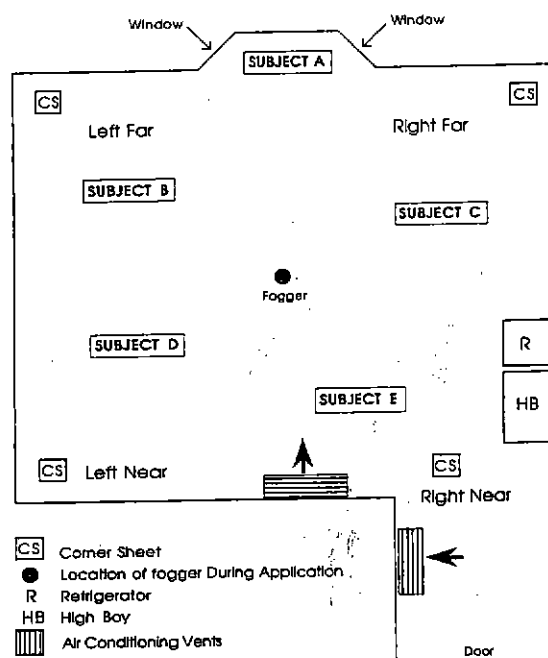 Window
Window
SUBJECT A
CS
CS
Left Far
Right Far
SUBJECT B
SUBJECT C
Fogger
SUBJECT D
R
SUBJECT E
HB
CS
Left Near
CS
Right Near
CS Corner Sheet
Location of fogger During Application
R Refrigerator
HB High Bay
Air Conditioning Vents
Door